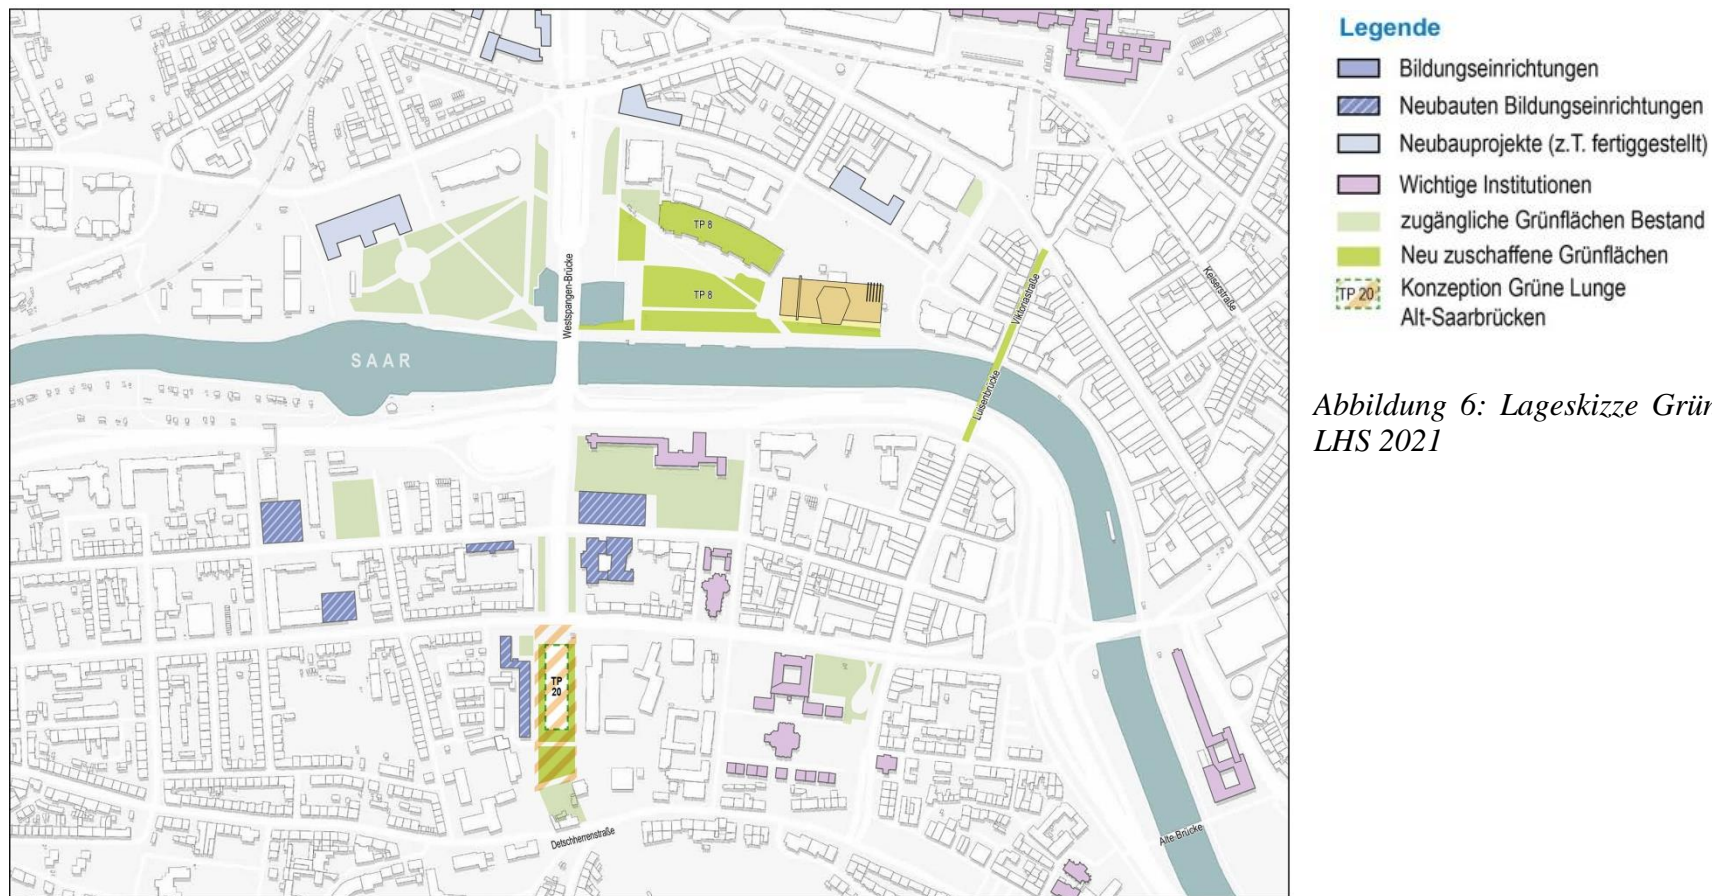 TP 8
TP 8
Westspangen-Brücke
SAAR
Viktoriastraße
Keiserstraße
Luisenbrücke
TP
20
Detschherrenstraße
Alte Brücke
Legende
Bildungseinrichtungen
Neubauten Bildungseinrichtungen
Neubauprojekte (z.T. fertiggestellt)
Wichtige Institutionen
zugängliche Grünflächen Bestand
Neu zuschaffene Grünflächen
TP 20
Konzeption Grüne Lunge
Alt-Saarbrücken
Abbildung 6: Lageskizze Grün
LHS 2021